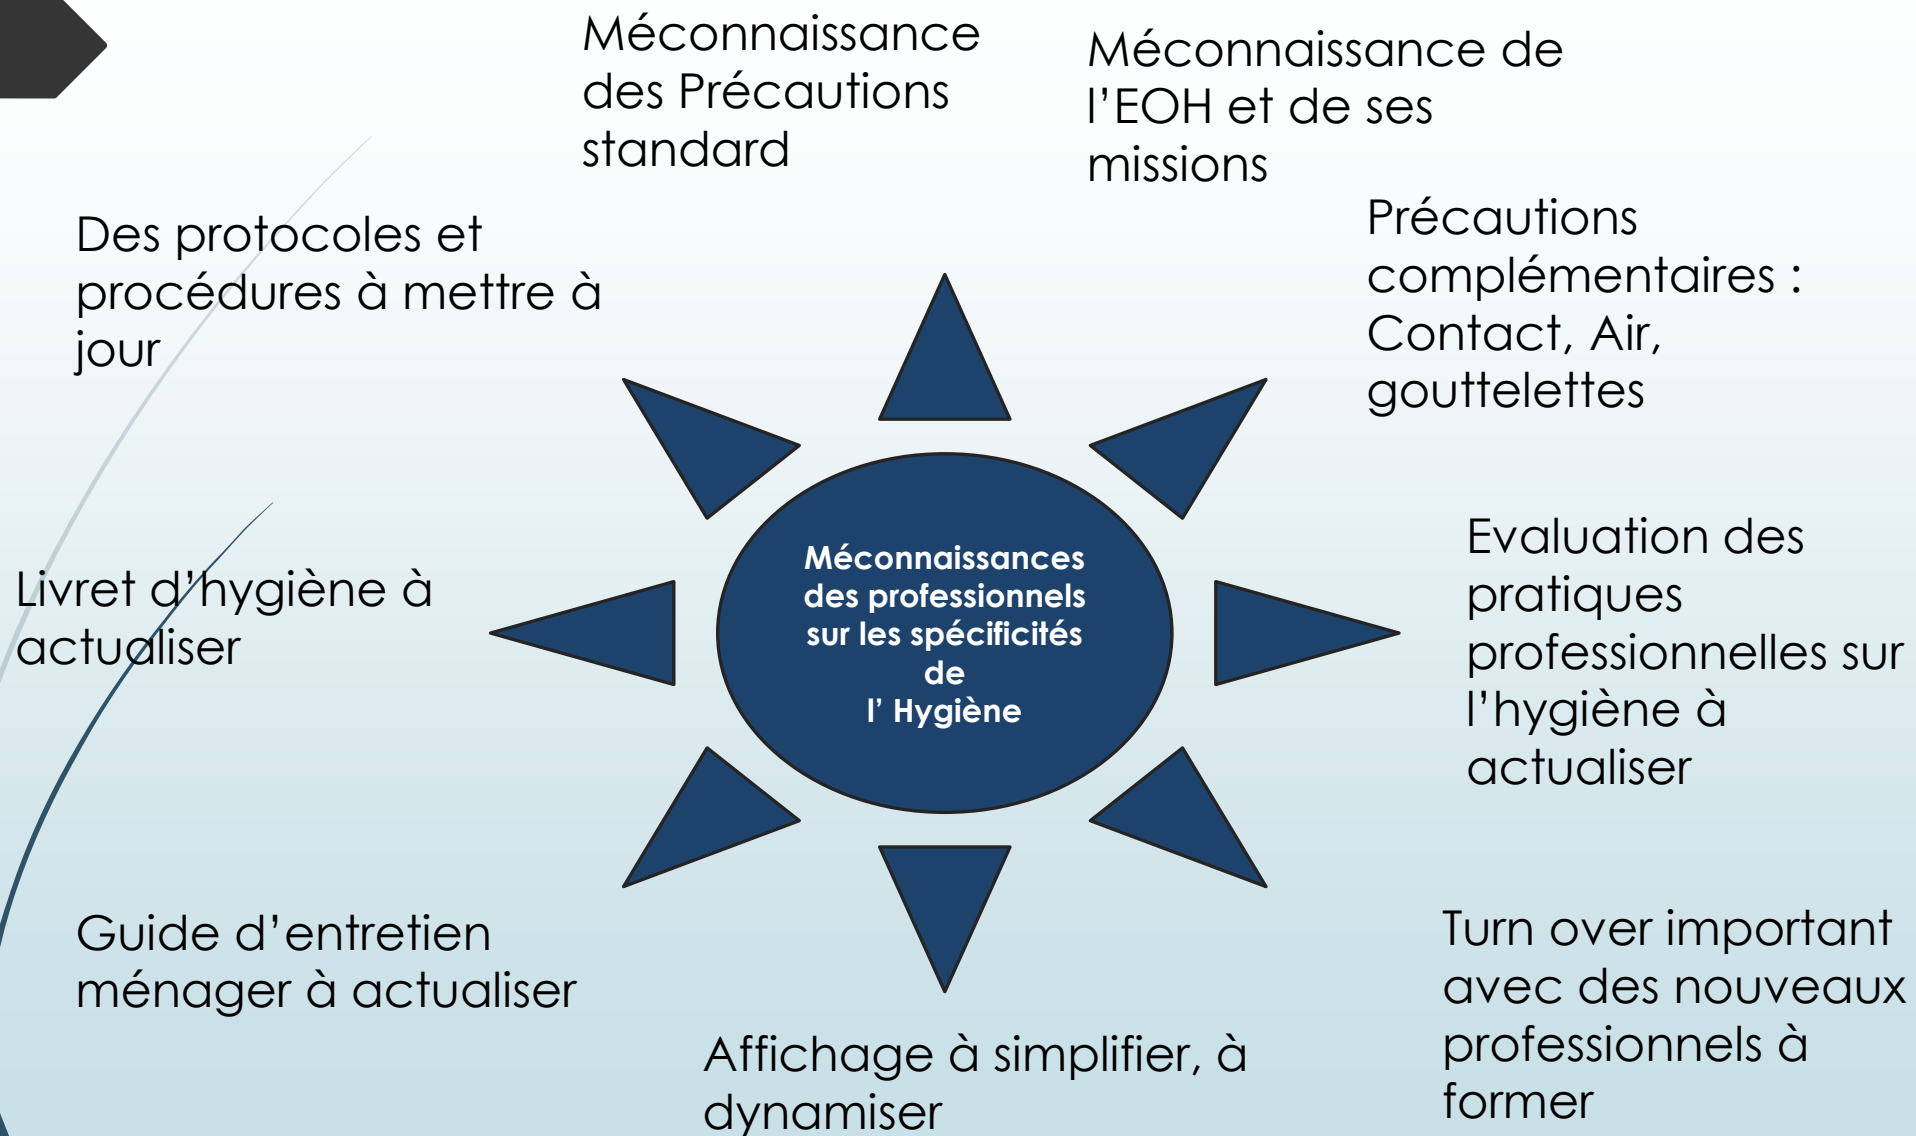 Méconnaissance
des Précautions
standard
Méconnaissance de
l’EOH et de ses
missions
Des protocoles et
procédures à mettre à
jour
Précautions
complémentaires :
Contact, Air,
gouttelettes
Livret d’hygiène à
actualiser
Méconnaissances
des professionnels
sur les spécificités
de
l’ Hygiène
Evaluation des
pratiques
professionnelles sur
l’hygiène à
actualiser
Guide d’entretien
ménager à actualiser
Affichage à simplifier, à
dynamiser
Turn over important
avec des nouveaux
professionnels à
former